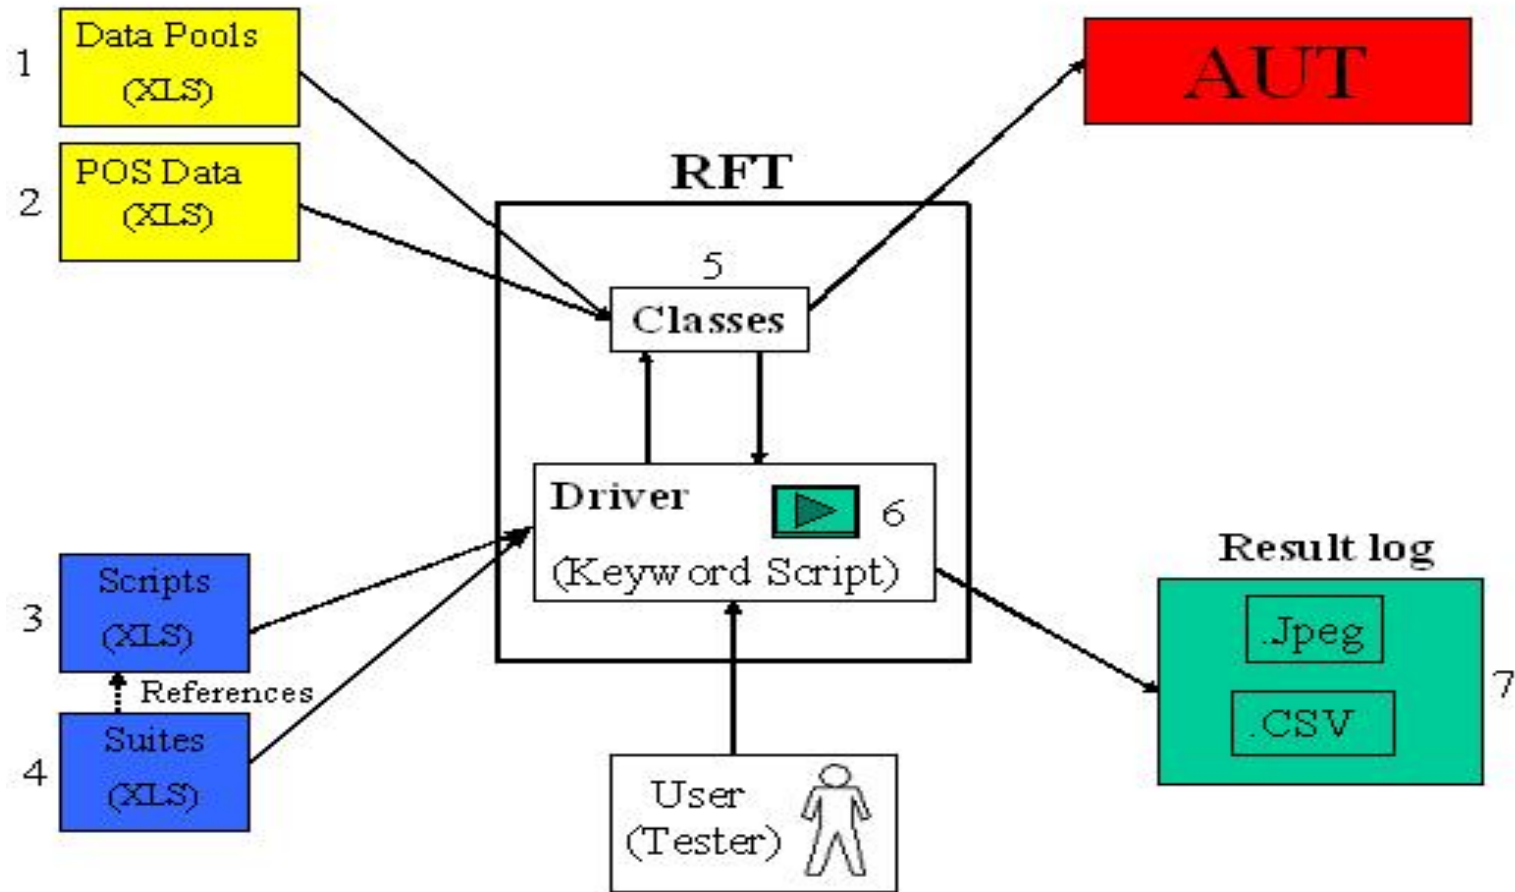 1
Data Pools
(XLS)
2
POS Data
(XLS)
AUT
RFT
5
Classes
Driver
6
(Keyword Script)
3
Scripts
(XLS)
References
4
Suites
(XLS)
User
(Tester)
Result log
.Jpeg
.CSV
7